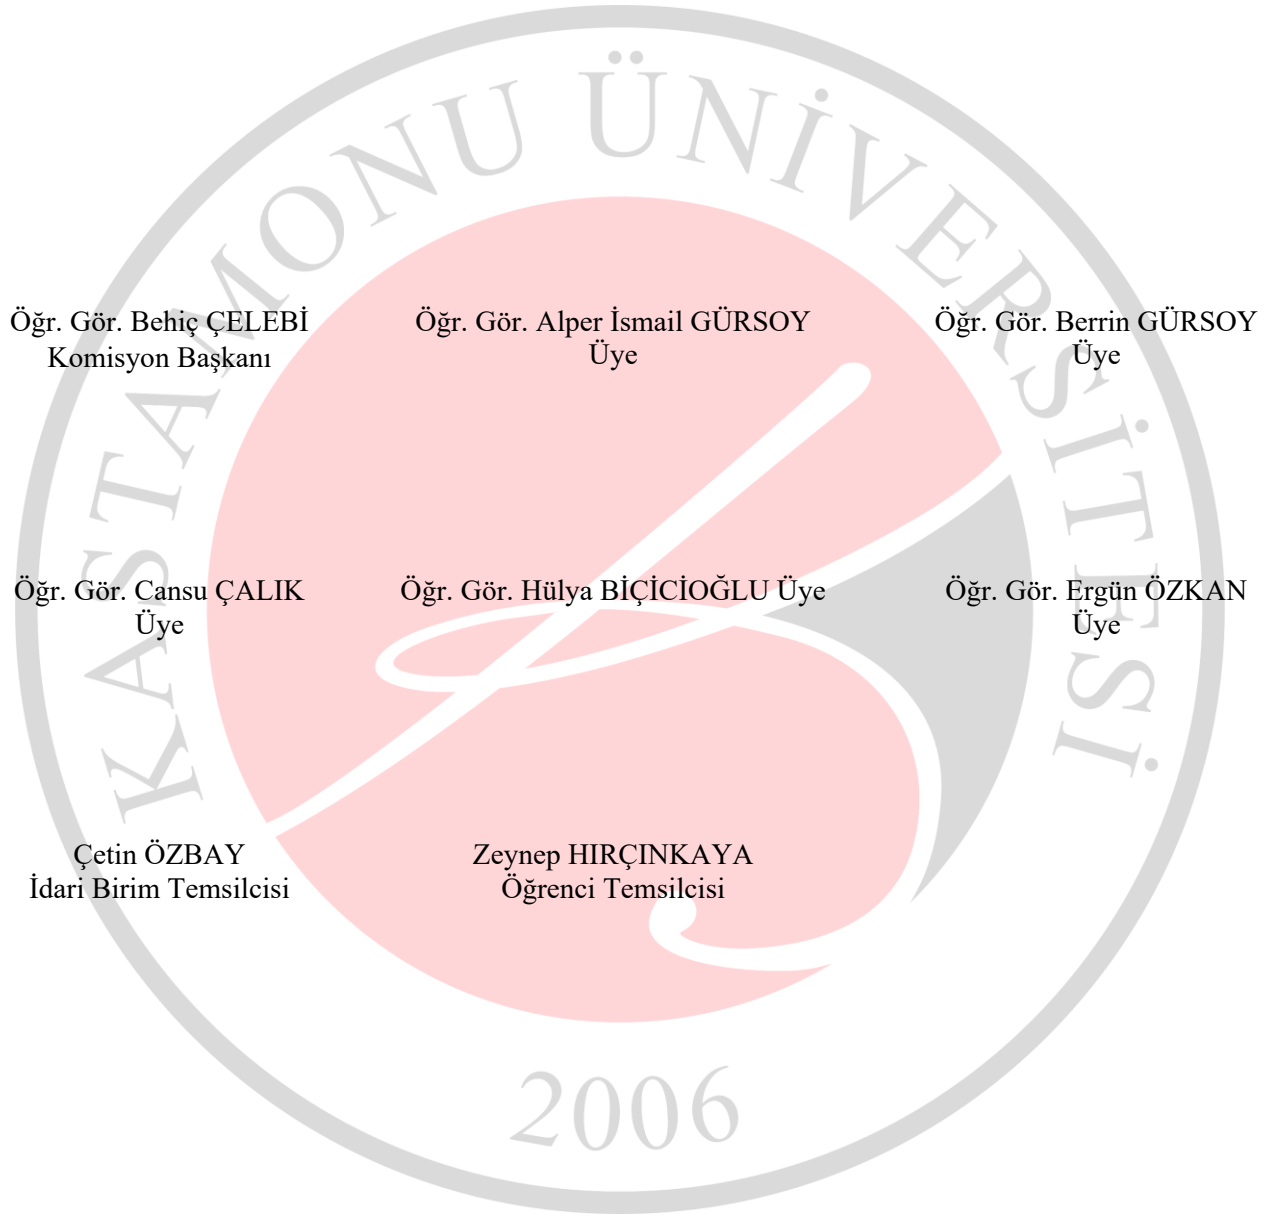 KASTAMONU ÜNİVERSİTESİ
Öğr. Gör. Behiç ÇELEBİ
Komisyon Başkanı
Öğr. Gör. Alper İsmail GÜRSOY
Üye
Öğr. Gör. Berrin GÜRSOY
Üye
Öğr. Gör. Cansu ÇALIK
Üye
Öğr. Gör. Hülya BİÇİCİOĞLU Üye
Öğr. Gör. Ergün ÖZKAN
Üye
Çetin ÖZBAY
İdari Birim Temsilcisi
Zeynep HIRÇINKAYA
Öğrenci Temsilcisi
2006